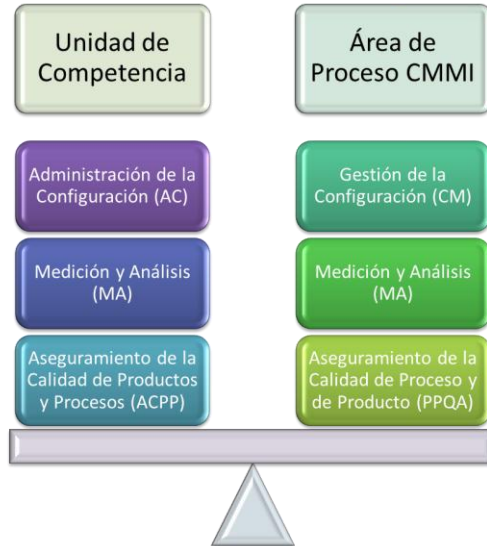 Unidad de
Competencia
Área de
Proceso CMMI
Administración de la
Configuración (AC)
Gestión de la
Configuración (CM)
Medición y Análisis
(MA)
Medición y Análisis
(MA)
Aseguramiento de la
Calidad de Productos
y Procesos (ACPP)
Aseguramiento de la
Calidad de Proceso y
de Producto (PPQA)